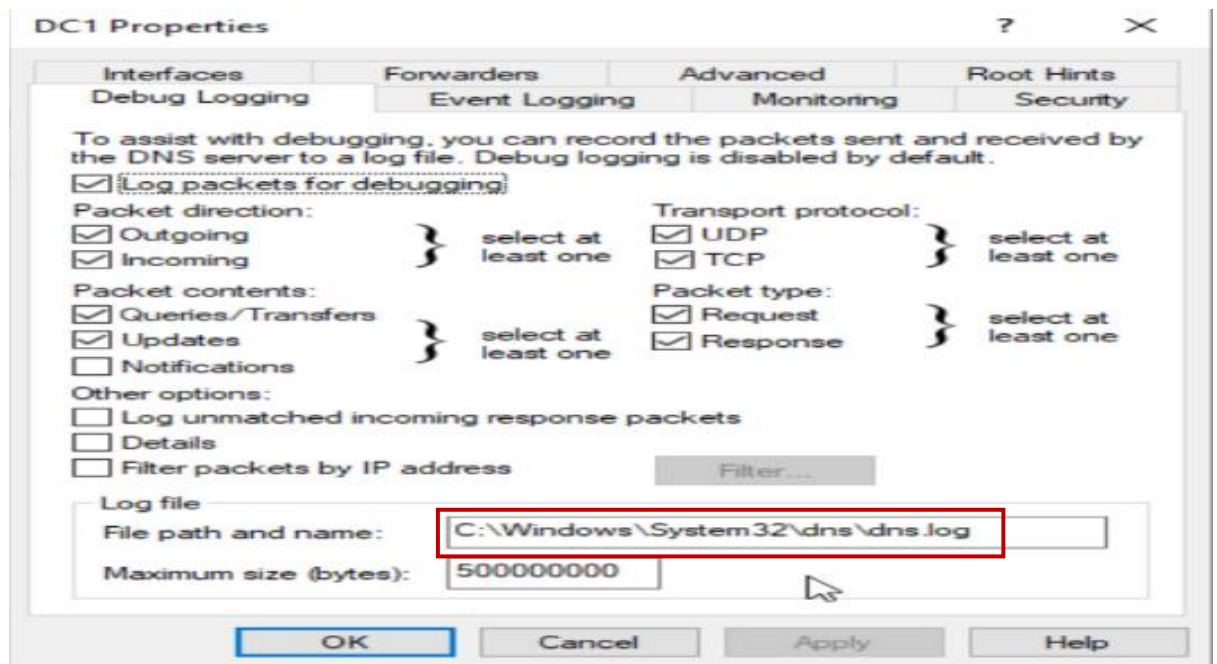 DC1 Properties ? ×
Interfaces Forwarders Advanced Root Hints
Debug Logging Event Logging Monitoring Security
To assist with debugging, you can record the packets sent and received by
the DNS server to a log file. Debug logging is disabled by default.
Log packets for debugging
Packet direction: Transport protocol:
Outgoing select at UDP select at
Incoming least one TCP least one
Packet contents: Packet type:
Queries/Transfers Request select at
Updates select at Response least one
Notifications least one
Other options:
Log unmatched incoming response packets
Details
Filter packets by IP address Filter...
Log file
File path and name: C:\Windows\System32\dns\dns.log
Maximum size (bytes): 500000000
OK Cancel Apply Help